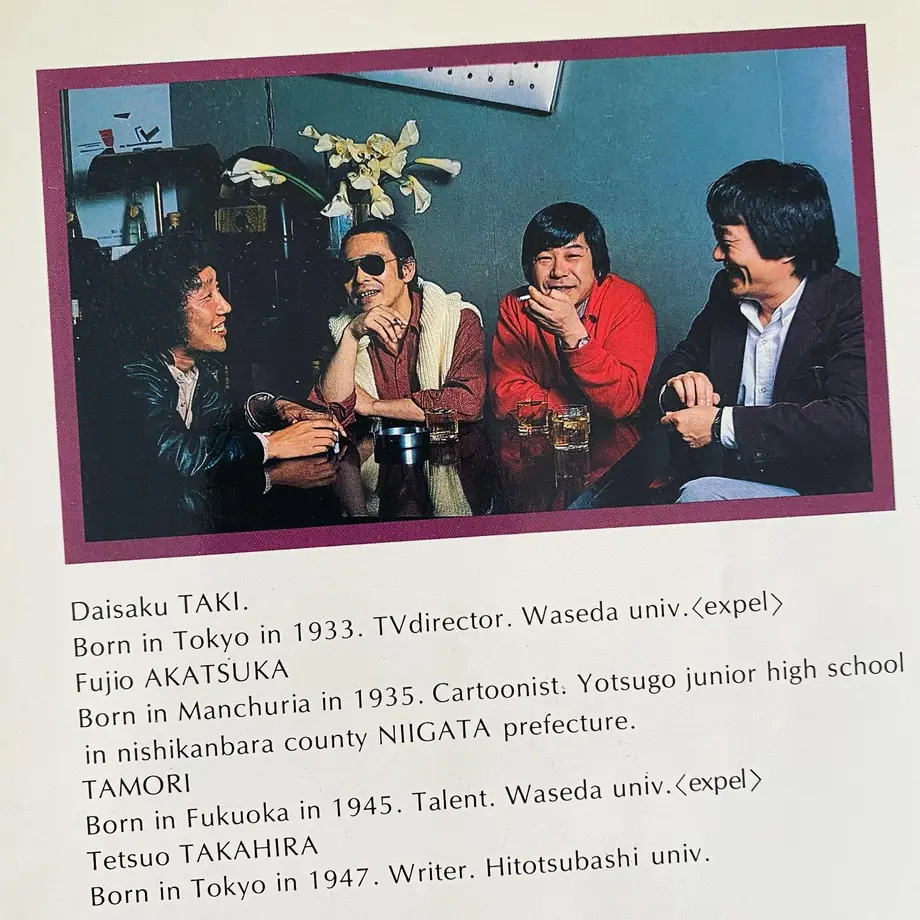 Daisaku TAKI.
Born in Tokyo in 1933. TVdirector. Waseda univ.〈expel〉
Fujio AKATSUKA
Born in Manchuria in 1935. Cartoonist. Yotsugo junior high school
in nishikanbara county NIIGATA prefecture.
TAMORI
Born in Fukuoka in 1945. Talent. Waseda univ.〈expel〉
Tetsuo TAKAHIRA
Born in Tokyo in 1947. Writer. Hitotsubashi univ.